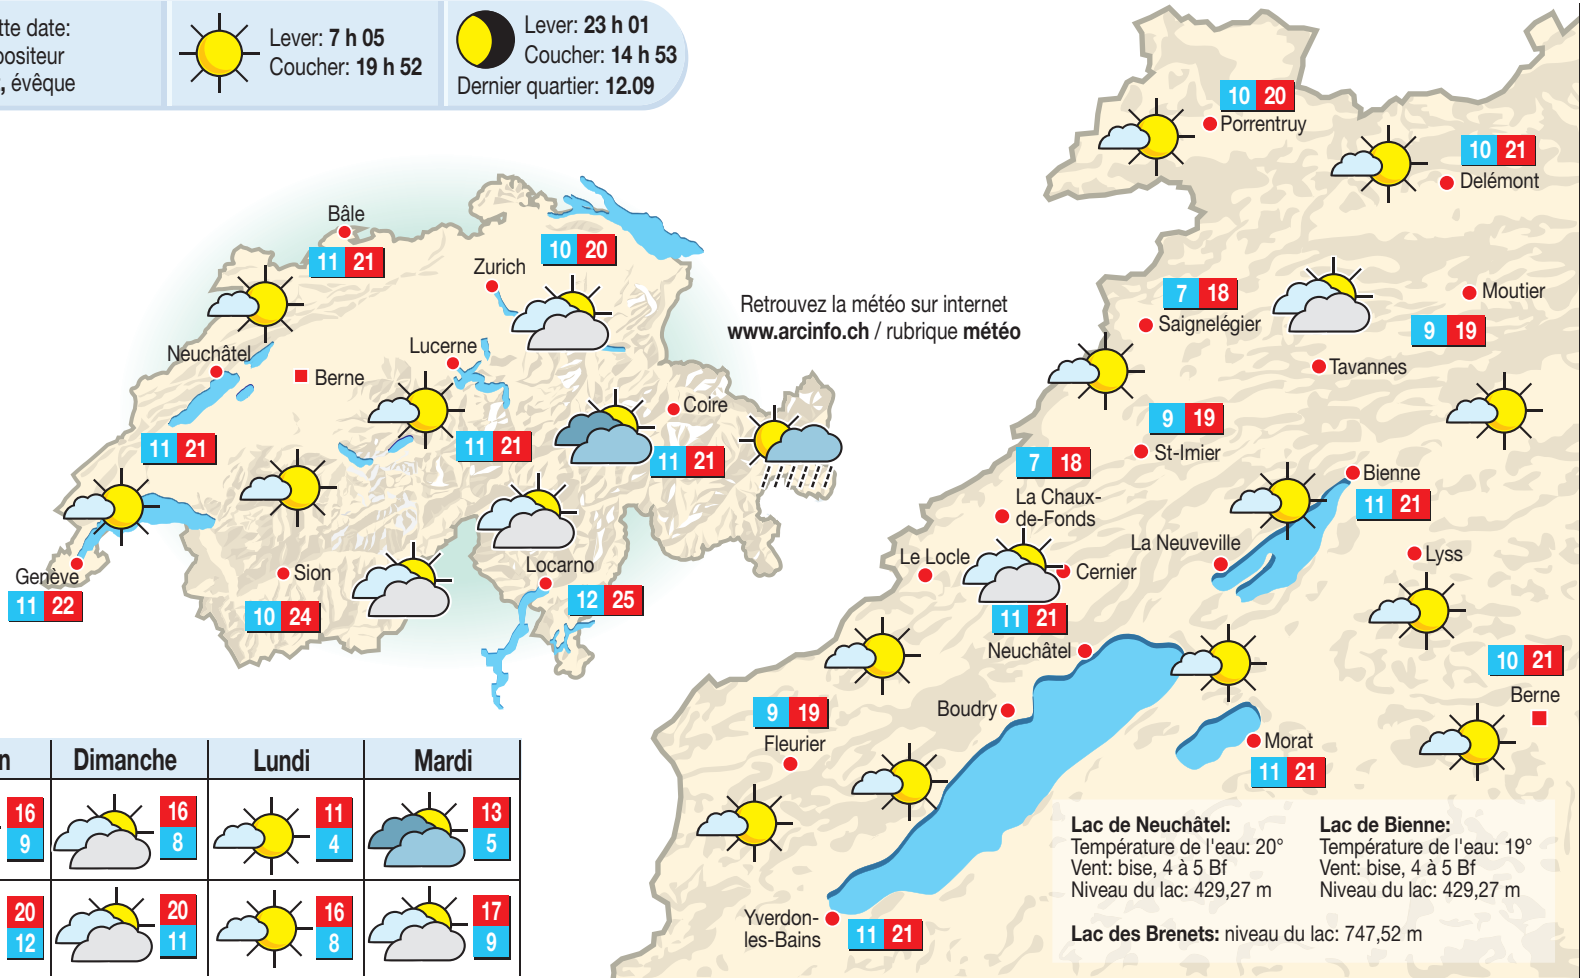 tte date:
positeur
, évêque
Lever: 7 h 05
Coucher: 19 h 52
Lever: 23 h 01
Coucher: 14 h 53
Dernier quartier: 12.09
Bâle
11 21
10 20
Zurich
Neuchâtel
11 21
Berne
Lucerne
11 21
Coire
11 21
Genève
11 22
Sion
10 24
Locarno
12 25
Retrouvez la météo sur internet
www.arcinfo.ch / rubrique météo
10 20
Porrentruy
10 21
Delémont
7 18
Saignelégier
Moutier
9 19
Tavannes
9 19
St-Imier
7 18
La Chaux-
de-Fonds
Bienne
11 21
Le Locle
Cernier
La Neuveville
Lyss
11 21
Neuchâtel
10 21
Berne
Boudry
9 19
Fleurier
Morat
11 21
Yverdon-
les-Bains
11 21
n
Dimanche
Lundi
Mardi
16
9
16
8
11
4
13
5
20
12
20
11
16
8
17
9
Lac de Neuchâtel:
Température de l'eau: 20°
Vent: bise, 4 à 5 Bf
Niveau du lac: 429,27 m
Lac de Bienne:
Température de l'eau: 19°
Vent: bise, 4 à 5 Bf
Niveau du lac: 429,27 m
Lac des Brenets: niveau du lac: 747,52 m